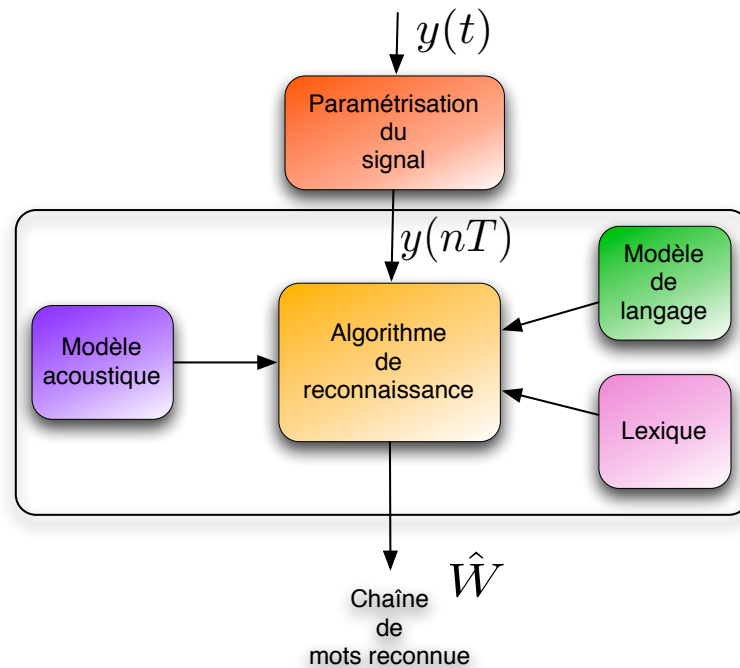 y(t)
Paramétrisation
du
signal
y(nT)
Modèle
de
langage
Modèle
acoustique
Algorithme
de
reconnaissance
Lexique
Ŵ
Chaîne
de
mots reconnue